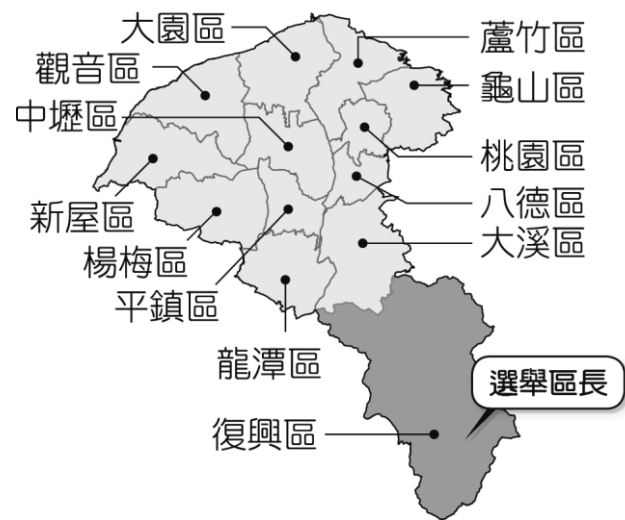 大園區
蘆竹區
觀音區
龜山區
中壢區
桃園區
八德區
新屋區
大溪區
楊梅區
平鎮區
龍潭區
選舉區長
復興區